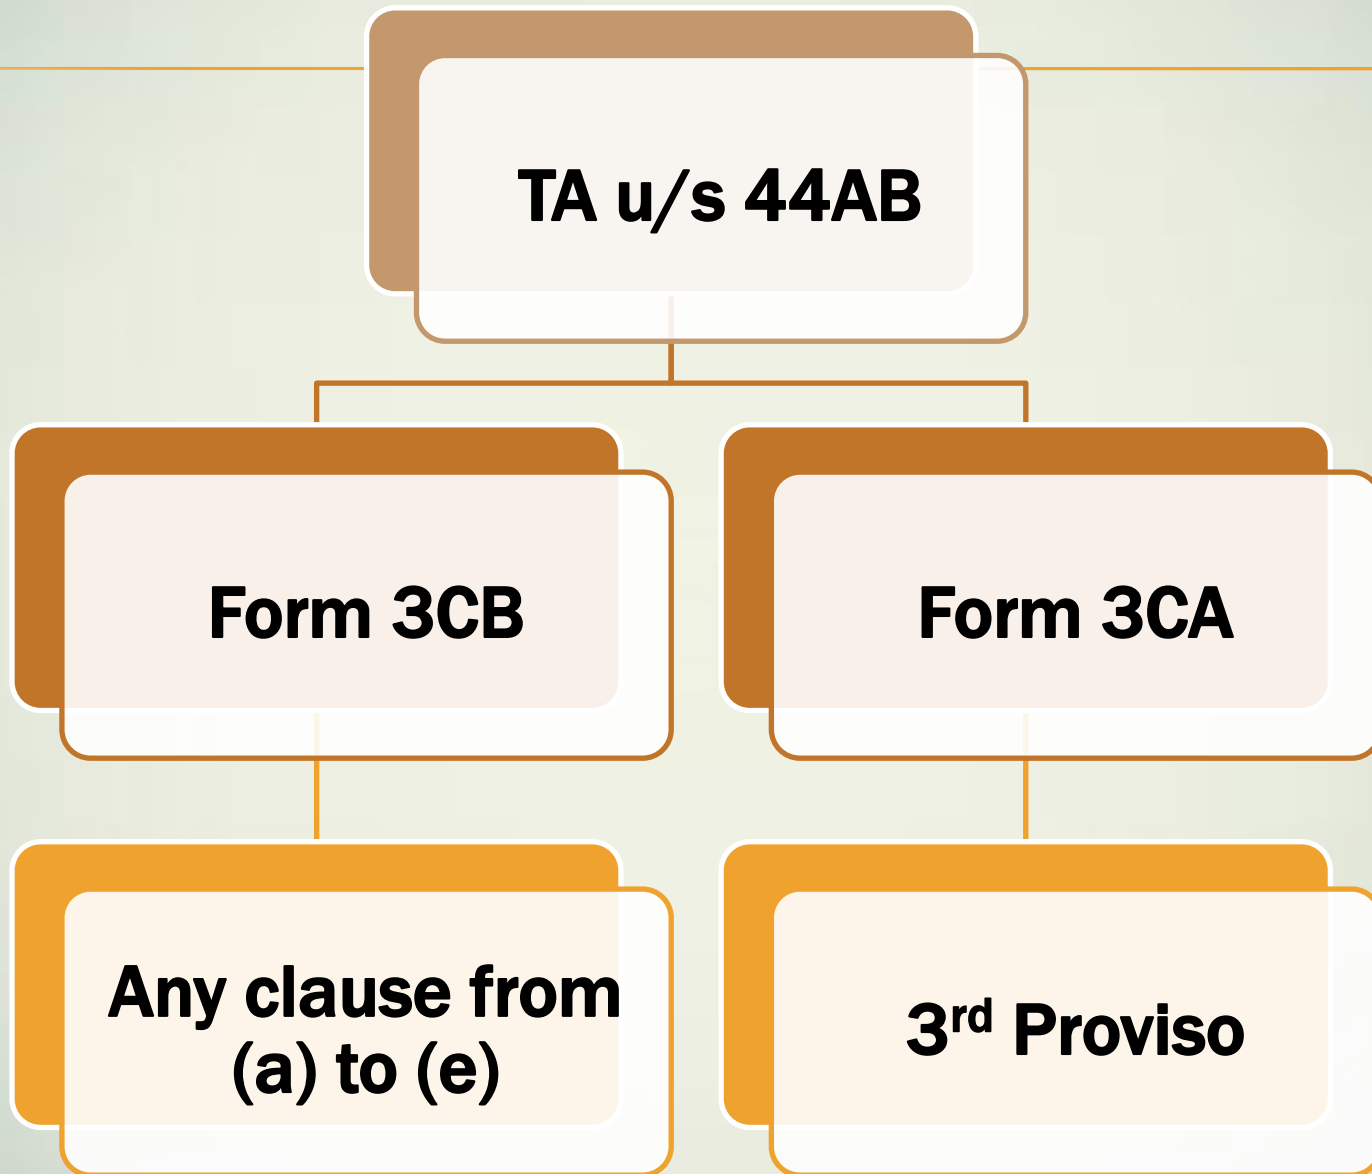 TA u/s 44AB
Form 3CB
Form 3CA
Any clause from
(a) to (e)
3rd Proviso